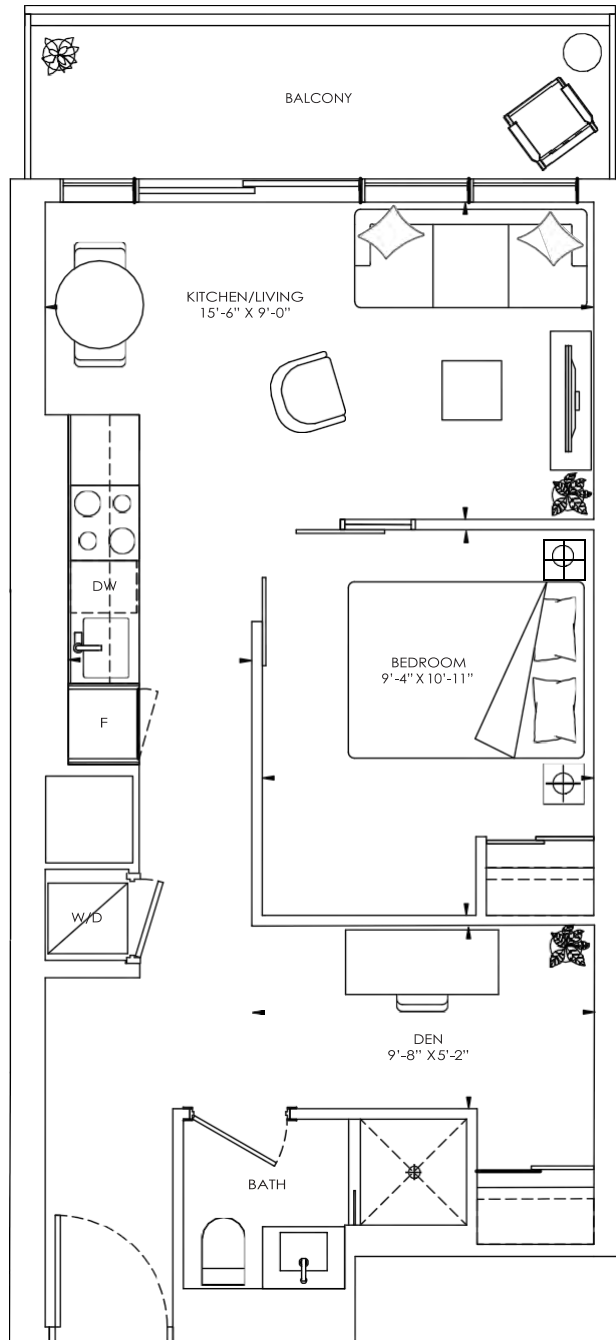 BALCONY
KITCHEN/LIVING
15'-6" X 9'-0"
DW
BEDROOM
9'-4" X 10'-11"
F
W/D
DEN
9'-8" X 5'-2"
BATH